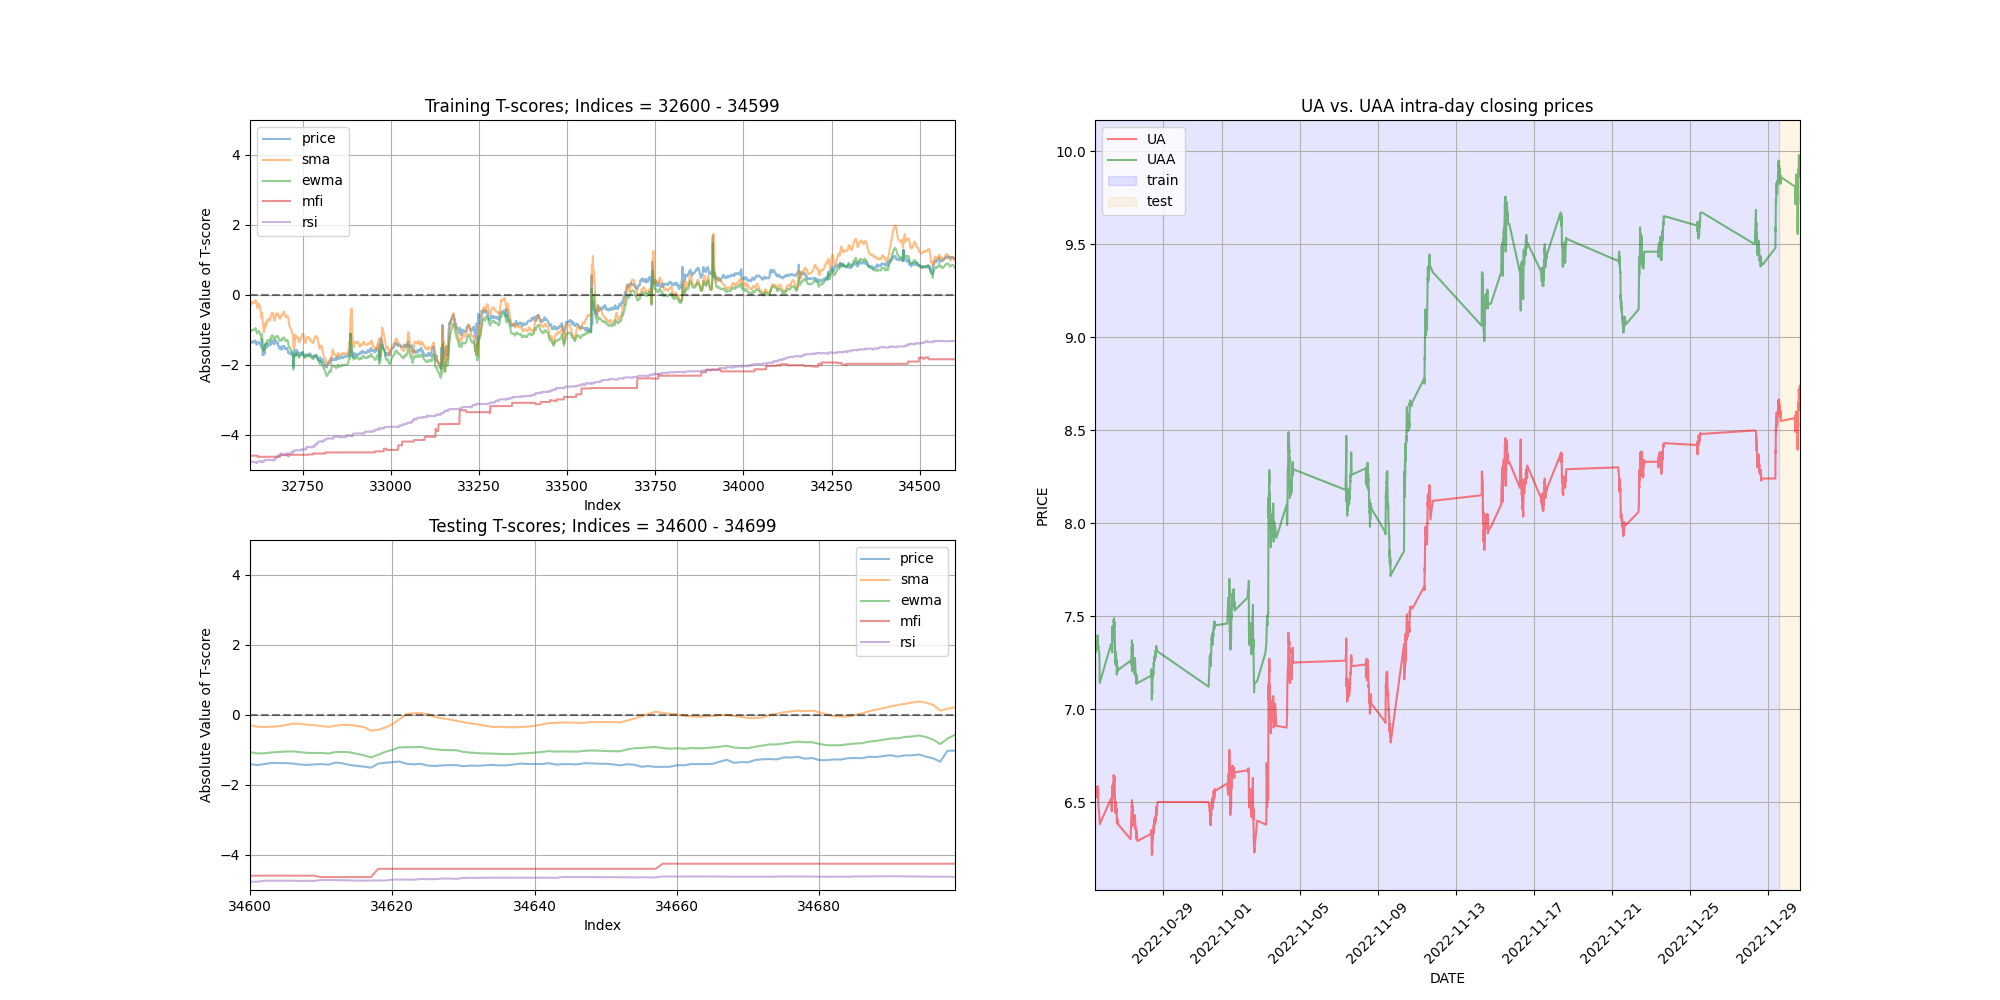 Training T-scores; Indices = 32600 - 34599
Absolute Value of T-score
4
2
0
−2
−4
price
sma
ewma
mfi
rsi
32750
33000
33250
33500
33750
34000
34250
34500
Index
Testing T-scores; Indices = 34600 - 34699
Absolute Value of T-score
4
2
0
−2
−4
price
sma
ewma
mfi
rsi
34600
34620
34640
34660
34680
Index
UA vs. UAA intra-day closing prices
PRICE
10.0
9.5
9.0
8.5
8.0
7.5
7.0
6.5
UA
UAA
train
test
2022-10-29
2022-11-01
2022-11-05
2022-11-09
2022-11-13
2022-11-17
2022-11-21
2022-11-25
2022-11-29
DATE